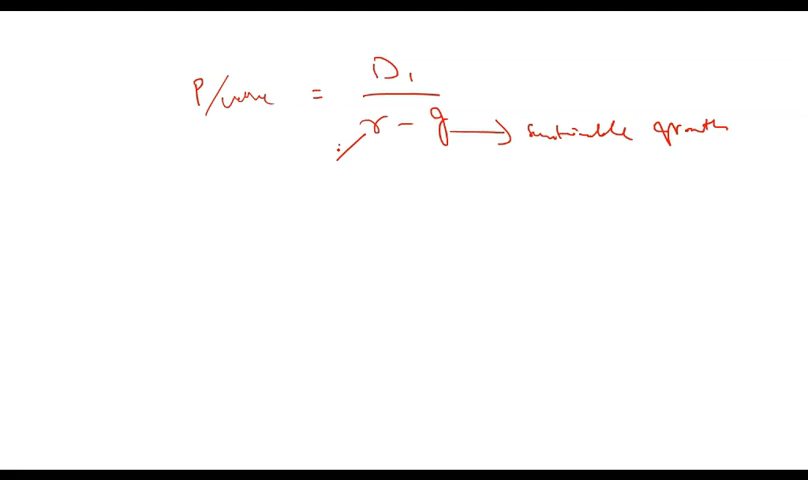 P/value = D₁
r - g → sustainable growth